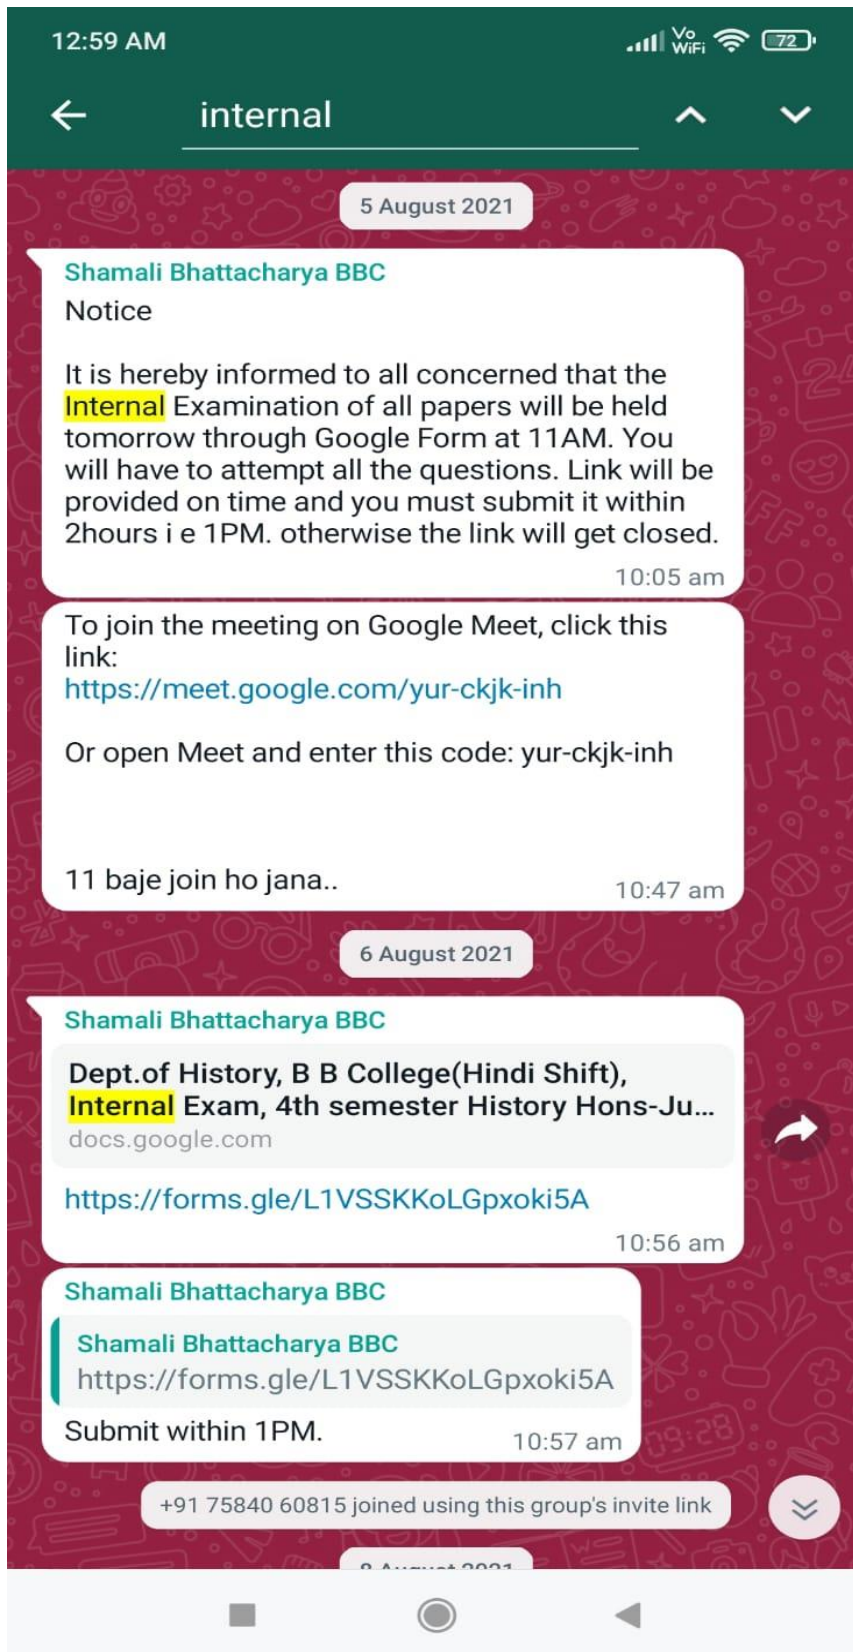 12:59 AM
Vo
WiFi
72
internal
5 August 2021
Shamali Bhattacharya BBC
Notice
It is hereby informed to all concerned that the
Internal Examination of all papers will be held
tomorrow through Google Form at 11AM. You
will have to attempt all the questions. Link will be
provided on time and you must submit it within
2hours i e 1PM. otherwise the link will get closed.
10:05 am
To join the meeting on Google Meet, click this
link:
https://meet.google.com/yur-ckjk-inh
Or open Meet and enter this code: yur-ckjk-inh
11 baje join ho jana..
10:47 am
6 August 2021
Shamali Bhattacharya BBC
Dept.of History, B B College(Hindi Shift),
Internal Exam, 4th semester History Hons-Ju...
docs.google.com
https://forms.gle/L1VSSKKoLGpxoki5A
10:56 am
Shamali Bhattacharya BBC
Shamali Bhattacharya BBC
https://forms.gle/L1VSSKKoLGpxoki5A
Submit within 1PM.
10:57 am
+91 75840 60815 joined using this group's invite link
8 August 2021